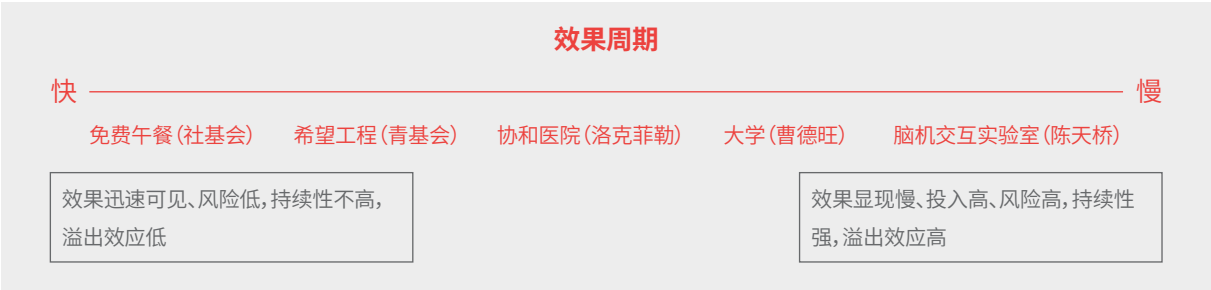 效果周期
快 慢
免费午餐（社基会） 希望工程（青基会） 协和医院（洛克菲勒） 大学（曹德旺） 脑机交互实验室（陈天桥）
效果迅速可见、风险低，持续性不高，
溢出效应低
效果显现慢、投入高、风险高，持续性
强，溢出效应高